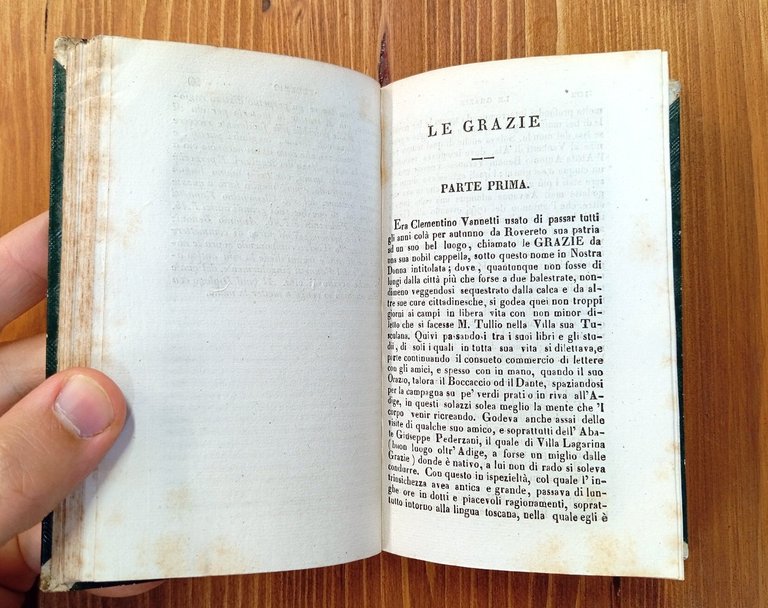 LE GRAZIE
PARTE PRIMA.
Era Clementino Vannetti usato di passar tutti
gli anni colà per autunno da Rovereto sua patria
ad un suo bel luogo, chiamato le GRAZIE da
una sua nobil cappella, sotto questo nome in Nostra
Donna intitolata; dove, quantunque non fosse di
lungi dalla città più che forse a due balestrate, non-
dimeno veggendosi sequestrato dalla calca e da al-
tre sue cure cittadinesche, si godea quei non troppi
giorni ai campi in libera vita con non minor di-
letto che si facesse M. Tullio nella Villa sua Tu-
sculana. Quivi passandosi tra i suoi libri e gli stu-
dii, di soli i quali in tutta sua vita si dilettava, e
parte continuando il consueto commercio di lettere
con gli amici, e spesso con in mano, quando il suo
Orazio, talora il Boccaccio od il Dante, spaziandosi
per la campagna su pe' verdi prati o in riva all'A-
dige, in questi solazzi solea meglio la mente che 'l
corpo venir ricreando. Godeva anche assai delle
visite di qualche suo amico, e soprattutti dell' Aba-
te Giuseppe Pederzani, il quale di Villa Lagarina
(buon luogo oltr' Adige, a forse un miglio dalle
Grazie) donde è nativo, a lui non di rado si soleva
condurre. Con questo in ispezieltà, col quale l' in-
trinsichezza avea antica e grande, passava di lun-
ghe ore in dotti e piacevoli ragionamenti, soprat-
tutto intorno alla lingua toscana, nella quale egli è